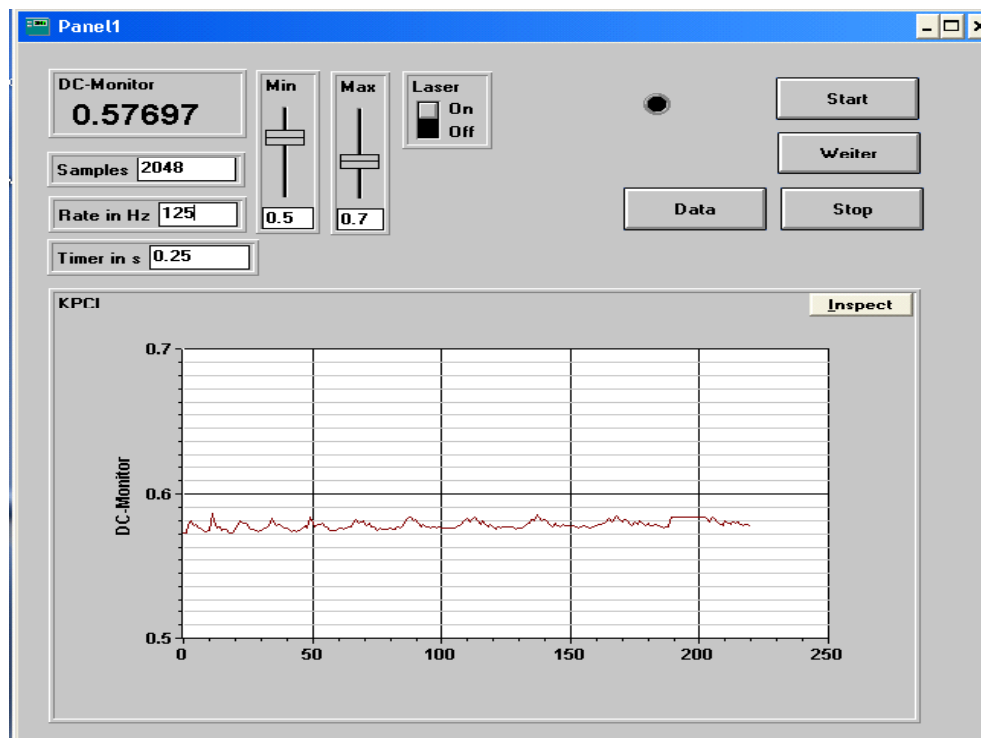 Panel1
DC-Monitor
0.57697
Samples 2048
Rate in Hz 125
Timer in s 0.25
Min
0.5
Max
0.7
Laser
On
Off
Start
Weiter
Data
Stop
KPCI
Inspect
DC-Monitor
0.7
0.6
0.5
0 50 100 150 200 250